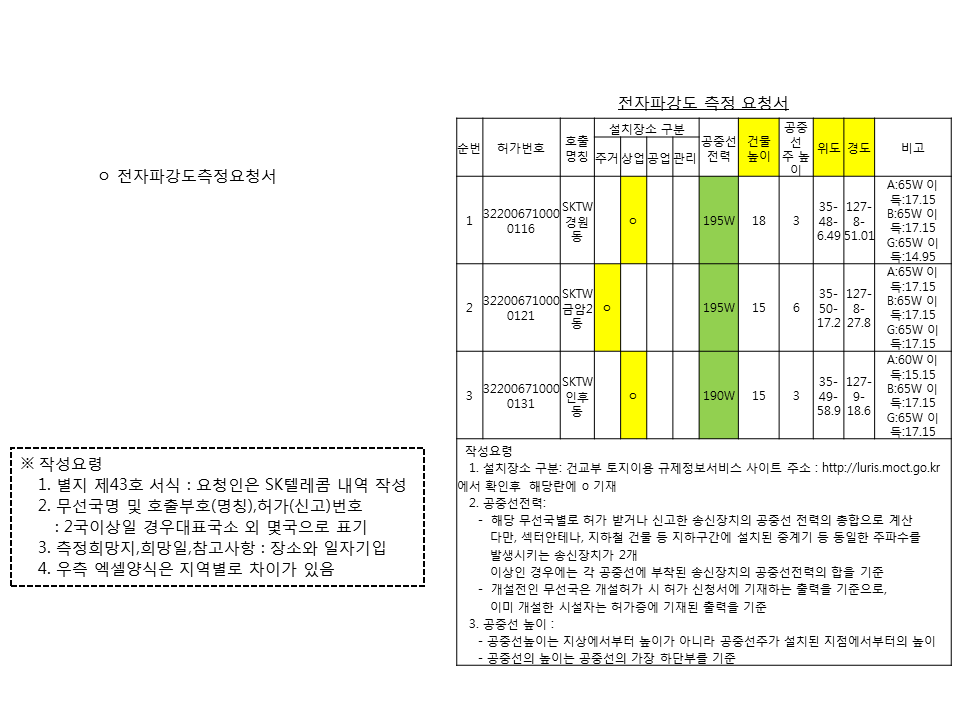 전자파강도 측정 요청서
ㅇ 전자파강도측정요청서
순번 허가번호 호출명칭 설치장소 구분 공중선 전력 건물 높이 공중선 주 높이 위도 경도 비고
주거 상업 공업 관리
1 32200671000 0116 SKTW 경원동 ㅇ 195W 18 3 35-48-6.49 127-8-51.01 A:65W 이득:17.15 B:65W 이득:17.15 G:65W 이득:14.95
2 32200671000 0121 SKTW 금암2동 ㅇ 195W 15 6 35-50-17.2 127-8-27.8 A:65W 이득:17.15 B:65W 이득:17.15 G:65W 이득:17.15
3 32200671000 0131 SKTW 인후동 ㅇ 190W 15 3 35-49-58.9 127-9-18.6 A:60W 이득:15.15 B:65W 이득:17.15 G:65W 이득:17.15
작성요령
1. 설치장소 구분: 건교부 토지이용 규제정보서비스 사이트 주소 : http://luris.moct.go.kr
에서 확인후 해당란에 ㅇ 기재
2. 공중선전력:
- 해당 무선국별로 허가 받거나 신고한 송신장치의 공중선 전력의 총합으로 계산
다만, 섹터안테나, 지하철 건물 등 지하구간에 설치된 중계기 등 동일한 주파수를
발생시키는 송신장치가 2개
이상인 경우에는 각 공중선에 부착된 송신장치의 공중선전력의 합을 기준
- 개설전인 무선국은 개설허가 시 허가 신청서에 기재하는 출력을 기준으로,
이미 개설한 시설자는 허가증에 기재된 출력을 기준
3. 공중선 높이 :
- 공중선높이는 지상에서부터 높이가 아니라 공중선주가 설치된 지점에서부터의 높이
- 공중선의 높이는 공중선의 가장 하단부를 기준
※ 작성요령
1. 별지 제43호 서식 : 요청인은 SK텔레콤 내역 작성
2. 무선국명 및 호출부호(명칭),허가(신고)번호
: 2국이상일 경우대표국소 외 몇국으로 표기
3. 측정희망지,희망일,참고사항 : 장소와 일자기입
4. 우측 엑셀양식은 지역별로 차이가 있음